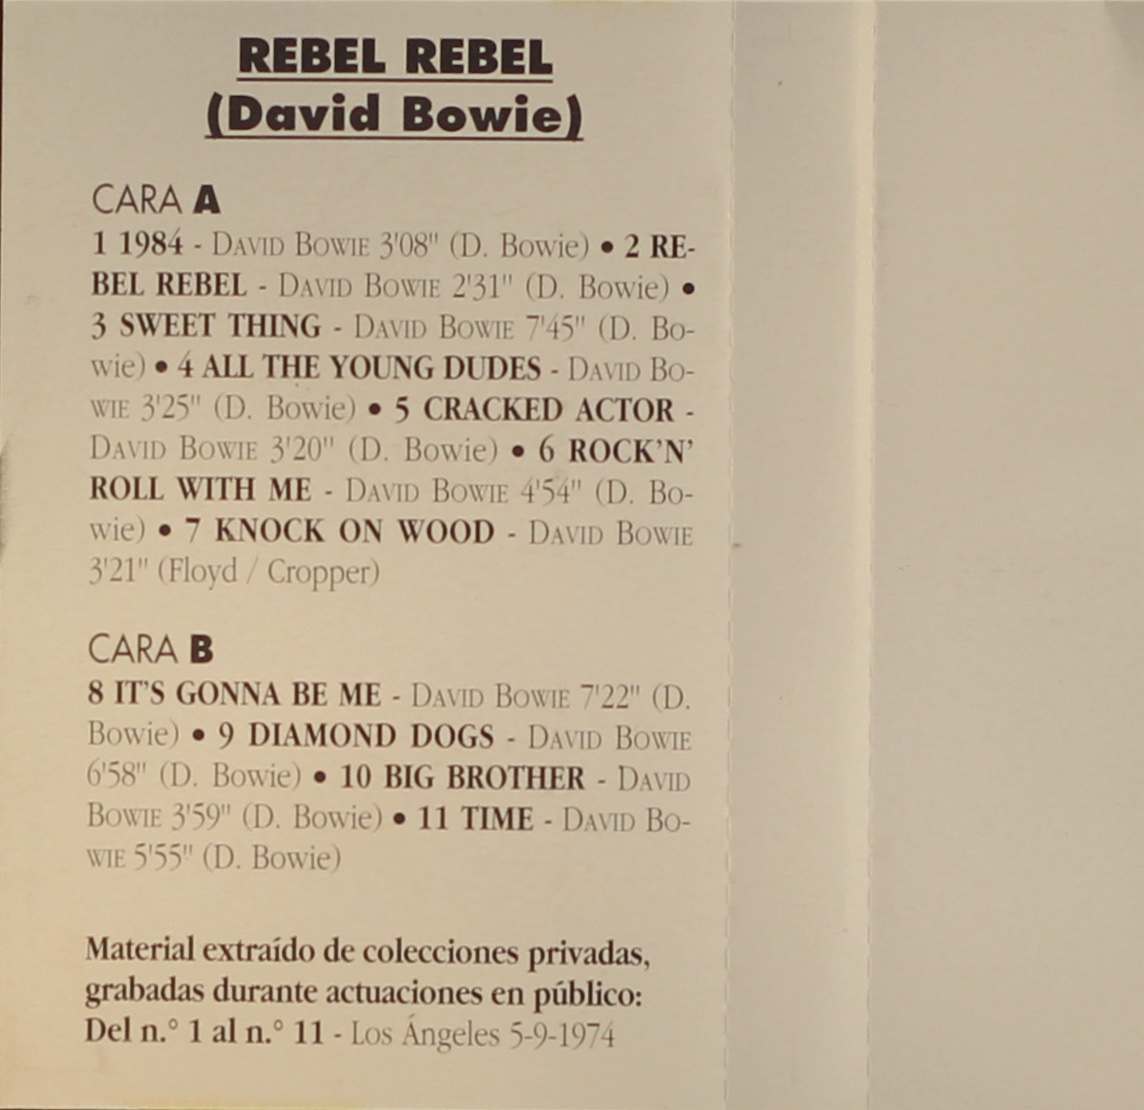 REBEL REBEL
(David Bowie)
CARA A
1 1984 - DAVID BOWIE 3'08" (D. Bowie) • 2 RE-
BEL REBEL - DAVID BOWIE 2'31" (D. Bowie) •
3 SWEET THING - DAVID BOWIE 7'45" (D. Bo-
wie) • 4 ALL THE YOUNG DUDES - DAVID BO-
WIE 3'25" (D. Bowie) • 5 CRACKED ACTOR -
DAVID BOWIE 3'20" (D. Bowie) • 6 ROCK'N'
ROLL WITH ME - DAVID BOWIE 4'54" (D. Bo-
wie) • 7 KNOCK ON WOOD - DAVID BOWIE
3'21" (Floyd / Cropper)
CARA B
8 IT'S GONNA BE ME - DAVID BOWIE 7'22" (D.
Bowie) • 9 DIAMOND DOGS - DAVID BOWIE
6'58" (D. Bowie) • 10 BIG BROTHER - DAVID
BOWIE 3'59" (D. Bowie) • 11 TIME - DAVID BO-
WIE 5'55" (D. Bowie)
Material extraído de colecciones privadas,
grabadas durante actuaciones en público:
Del n.° 1 al n.° 11 - Los Ángeles 5-9-1974